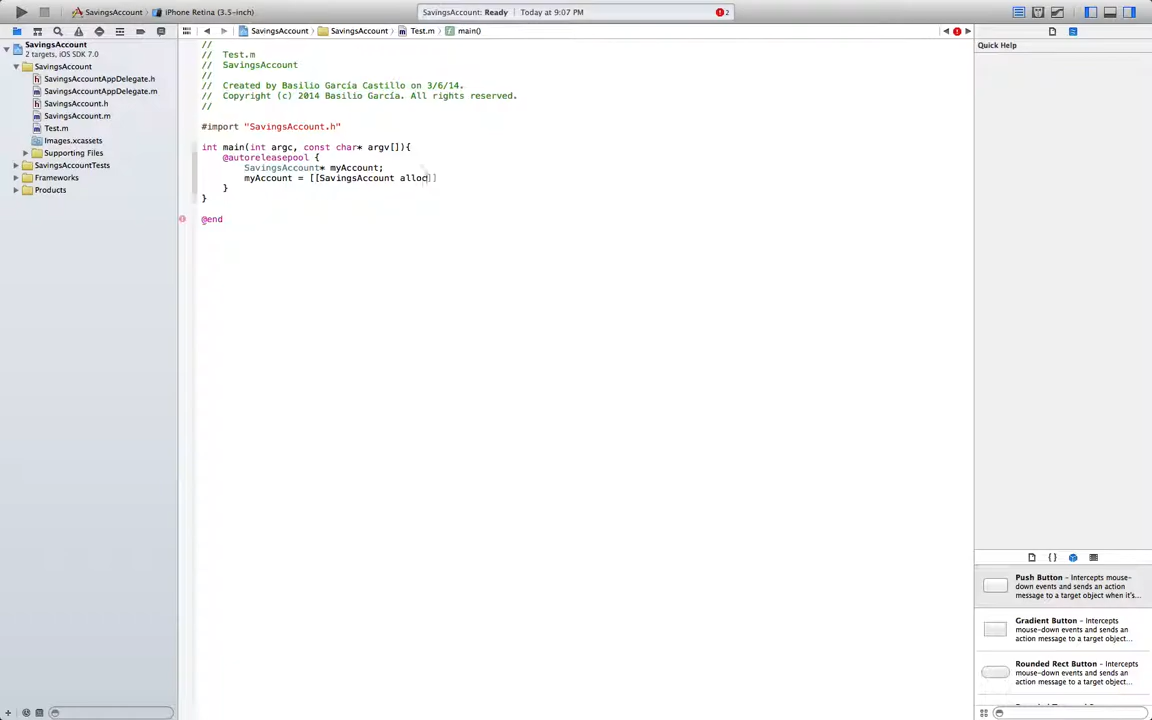 SavingsAccount
iPhone Retina (3.5-inch)
SavingsAccount: Ready
Today at 9:07 PM
2
SavingsAccount
SavingsAccount
Test.m
main()
Quick Help
SavingsAccount
2 targets, iOS SDK 7.0
SavingsAccount
SavingsAccountAppDelegate.h
SavingsAccountAppDelegate.m
SavingsAccount.h
SavingsAccount.m
Test.m
Images.xcassets
Supporting Files
SavingsAccountTests
Frameworks
Products
//
// Test.m
// SavingsAccount
//
// Created by Basilio García Castillo on 3/6/14.
// Copyright (c) 2014 Basilio García. All rights reserved.
//
#import "SavingsAccount.h"
int main(int argc, const char* argv[]){
@autoreleasepool {
SavingsAccount* myAccount;
myAccount = [[SavingsAccount alloc]]
}
}
@end
Push Button – Intercepts mouse-
down events and sends an action
message to a target object when it's...
Gradient Button – Intercepts
mouse-down events and sends an
action message to a target object...
Rounded Rect Button – Intercepts
mouse-down events and sends an
action message to a target object...